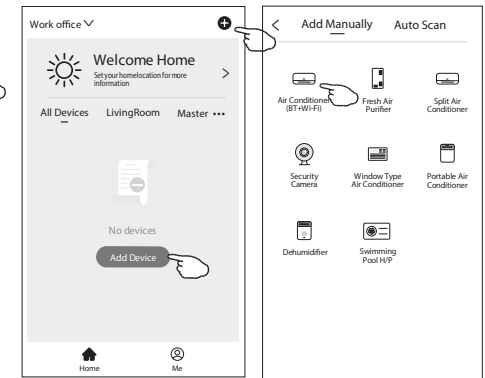 Work office
Welcome Home
Set your home location for more
information
All Devices LivingRoom Master •••
No devices
Add Device
Home Me
Add Manually Auto Scan
Air Conditioner
(BT+Wi-Fi)
Fresh Air
Purifier
Split Air
Conditioner
Security
Camera
Window Type
Air Conditioner
Portable Air
Conditioner
Dehumidifier
Swimming
Pool H/P